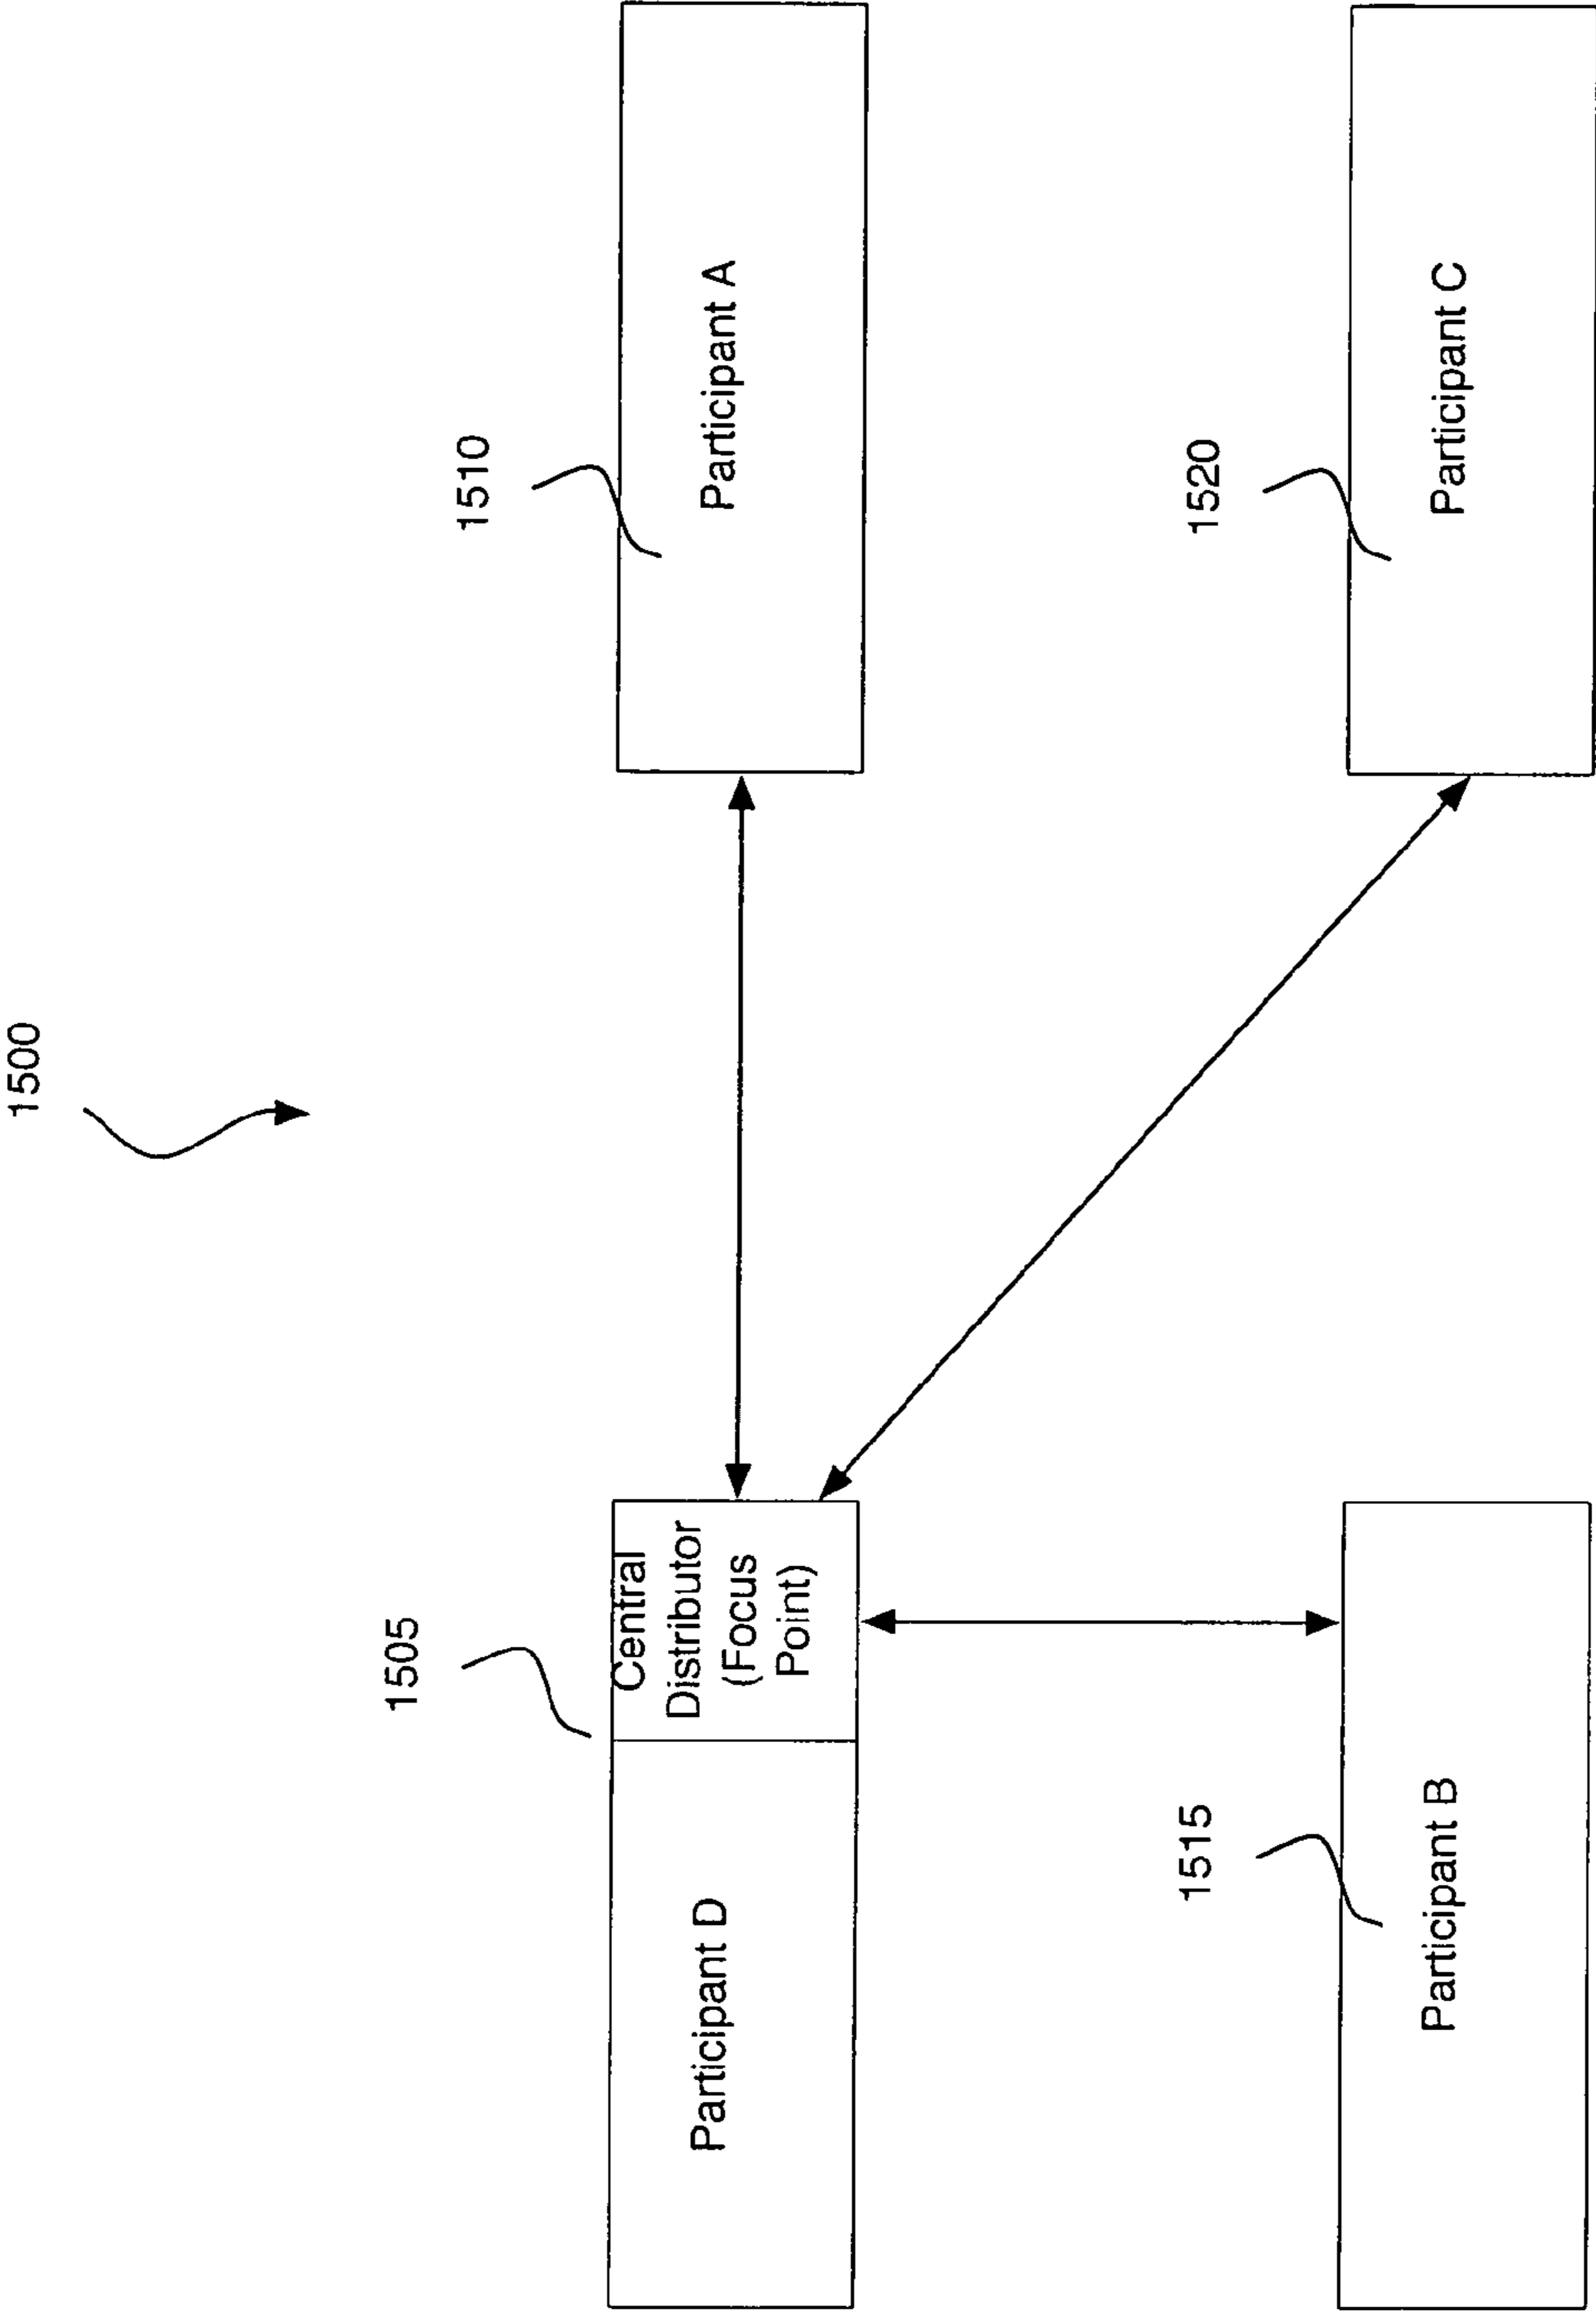 1500
1505
Participant D
Central
Distributor
(Focus
Point)
1510
Participant A
1515
Participant B
1520
Participant C